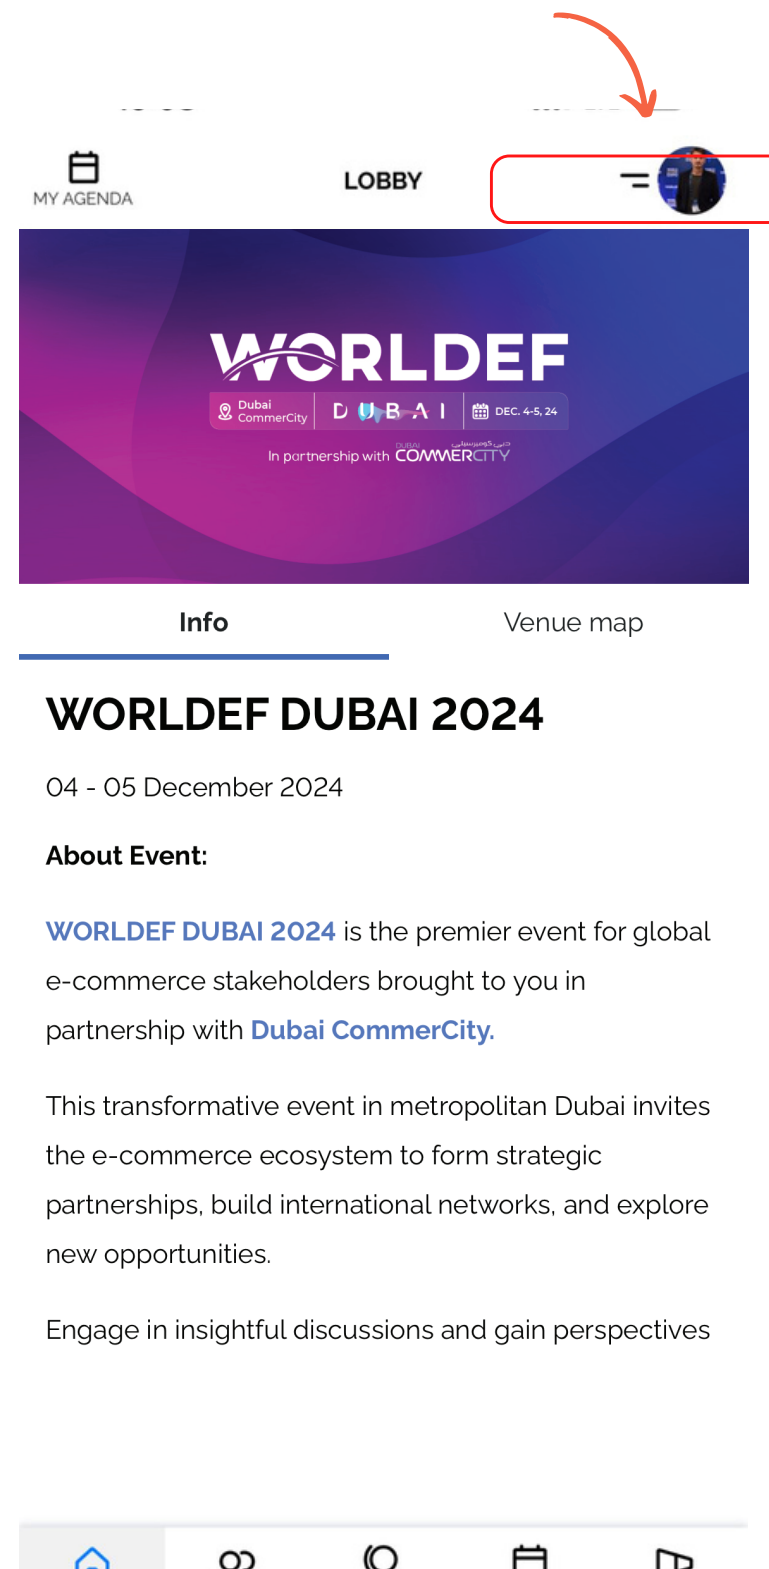 MY AGENDA
LOBBY
WORLDEF
Dubai
CommerCity
DUBAI
DEC. 4-5, 24
In partnership with
DUBAI
دبي كوميرسيتي
COMMERCITY
Info
Venue map
WORLDEF DUBAI 2024
04 - 05 December 2024
About Event:
WORLDEF DUBAI 2024 is the premier event for global
e-commerce stakeholders brought to you in
partnership with Dubai CommerCity.
This transformative event in metropolitan Dubai invites
the e-commerce ecosystem to form strategic
partnerships, build international networks, and explore
new opportunities.
Engage in insightful discussions and gain perspectives